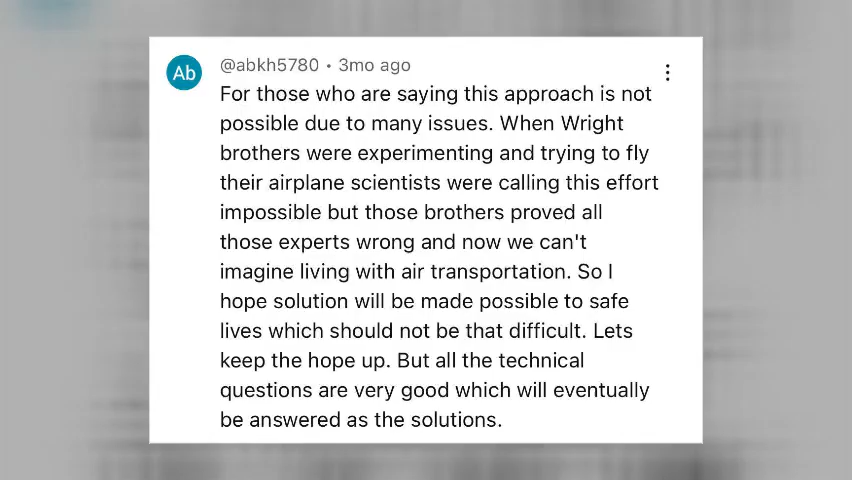 Ab
@abkh5780 • 3mo ago
For those who are saying this approach is not
possible due to many issues. When Wright
brothers were experimenting and trying to fly
their airplane scientists were calling this effort
impossible but those brothers proved all
those experts wrong and now we can't
imagine living with air transportation. So I
hope solution will be made possible to safe
lives which should not be that difficult. Lets
keep the hope up. But all the technical
questions are very good which will eventually
be answered as the solutions.